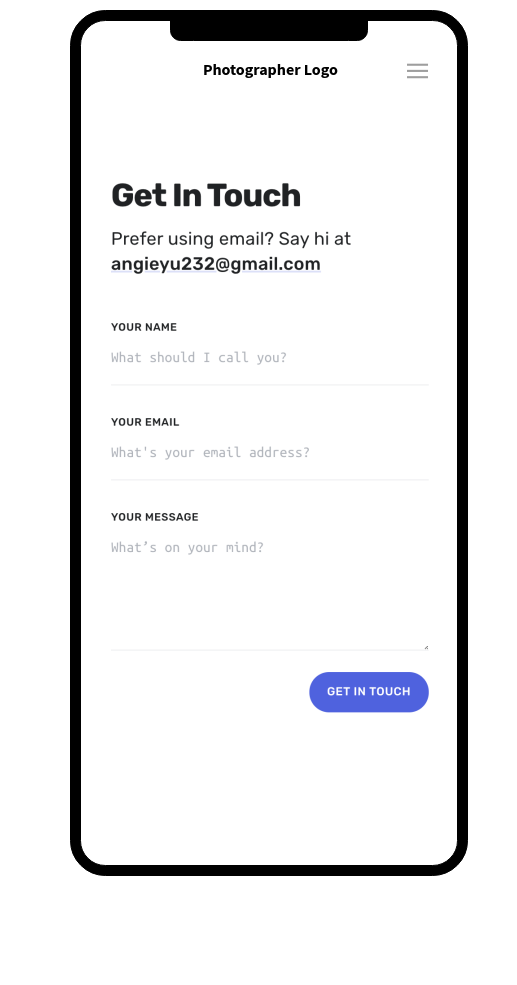 Photographer Logo
Get In Touch
Prefer using email? Say hi at
angieyu232@gmail.com
YOUR NAME
What should I call you?
YOUR EMAIL
What's your email address?
YOUR MESSAGE
What’s on your mind?
GET IN TOUCH